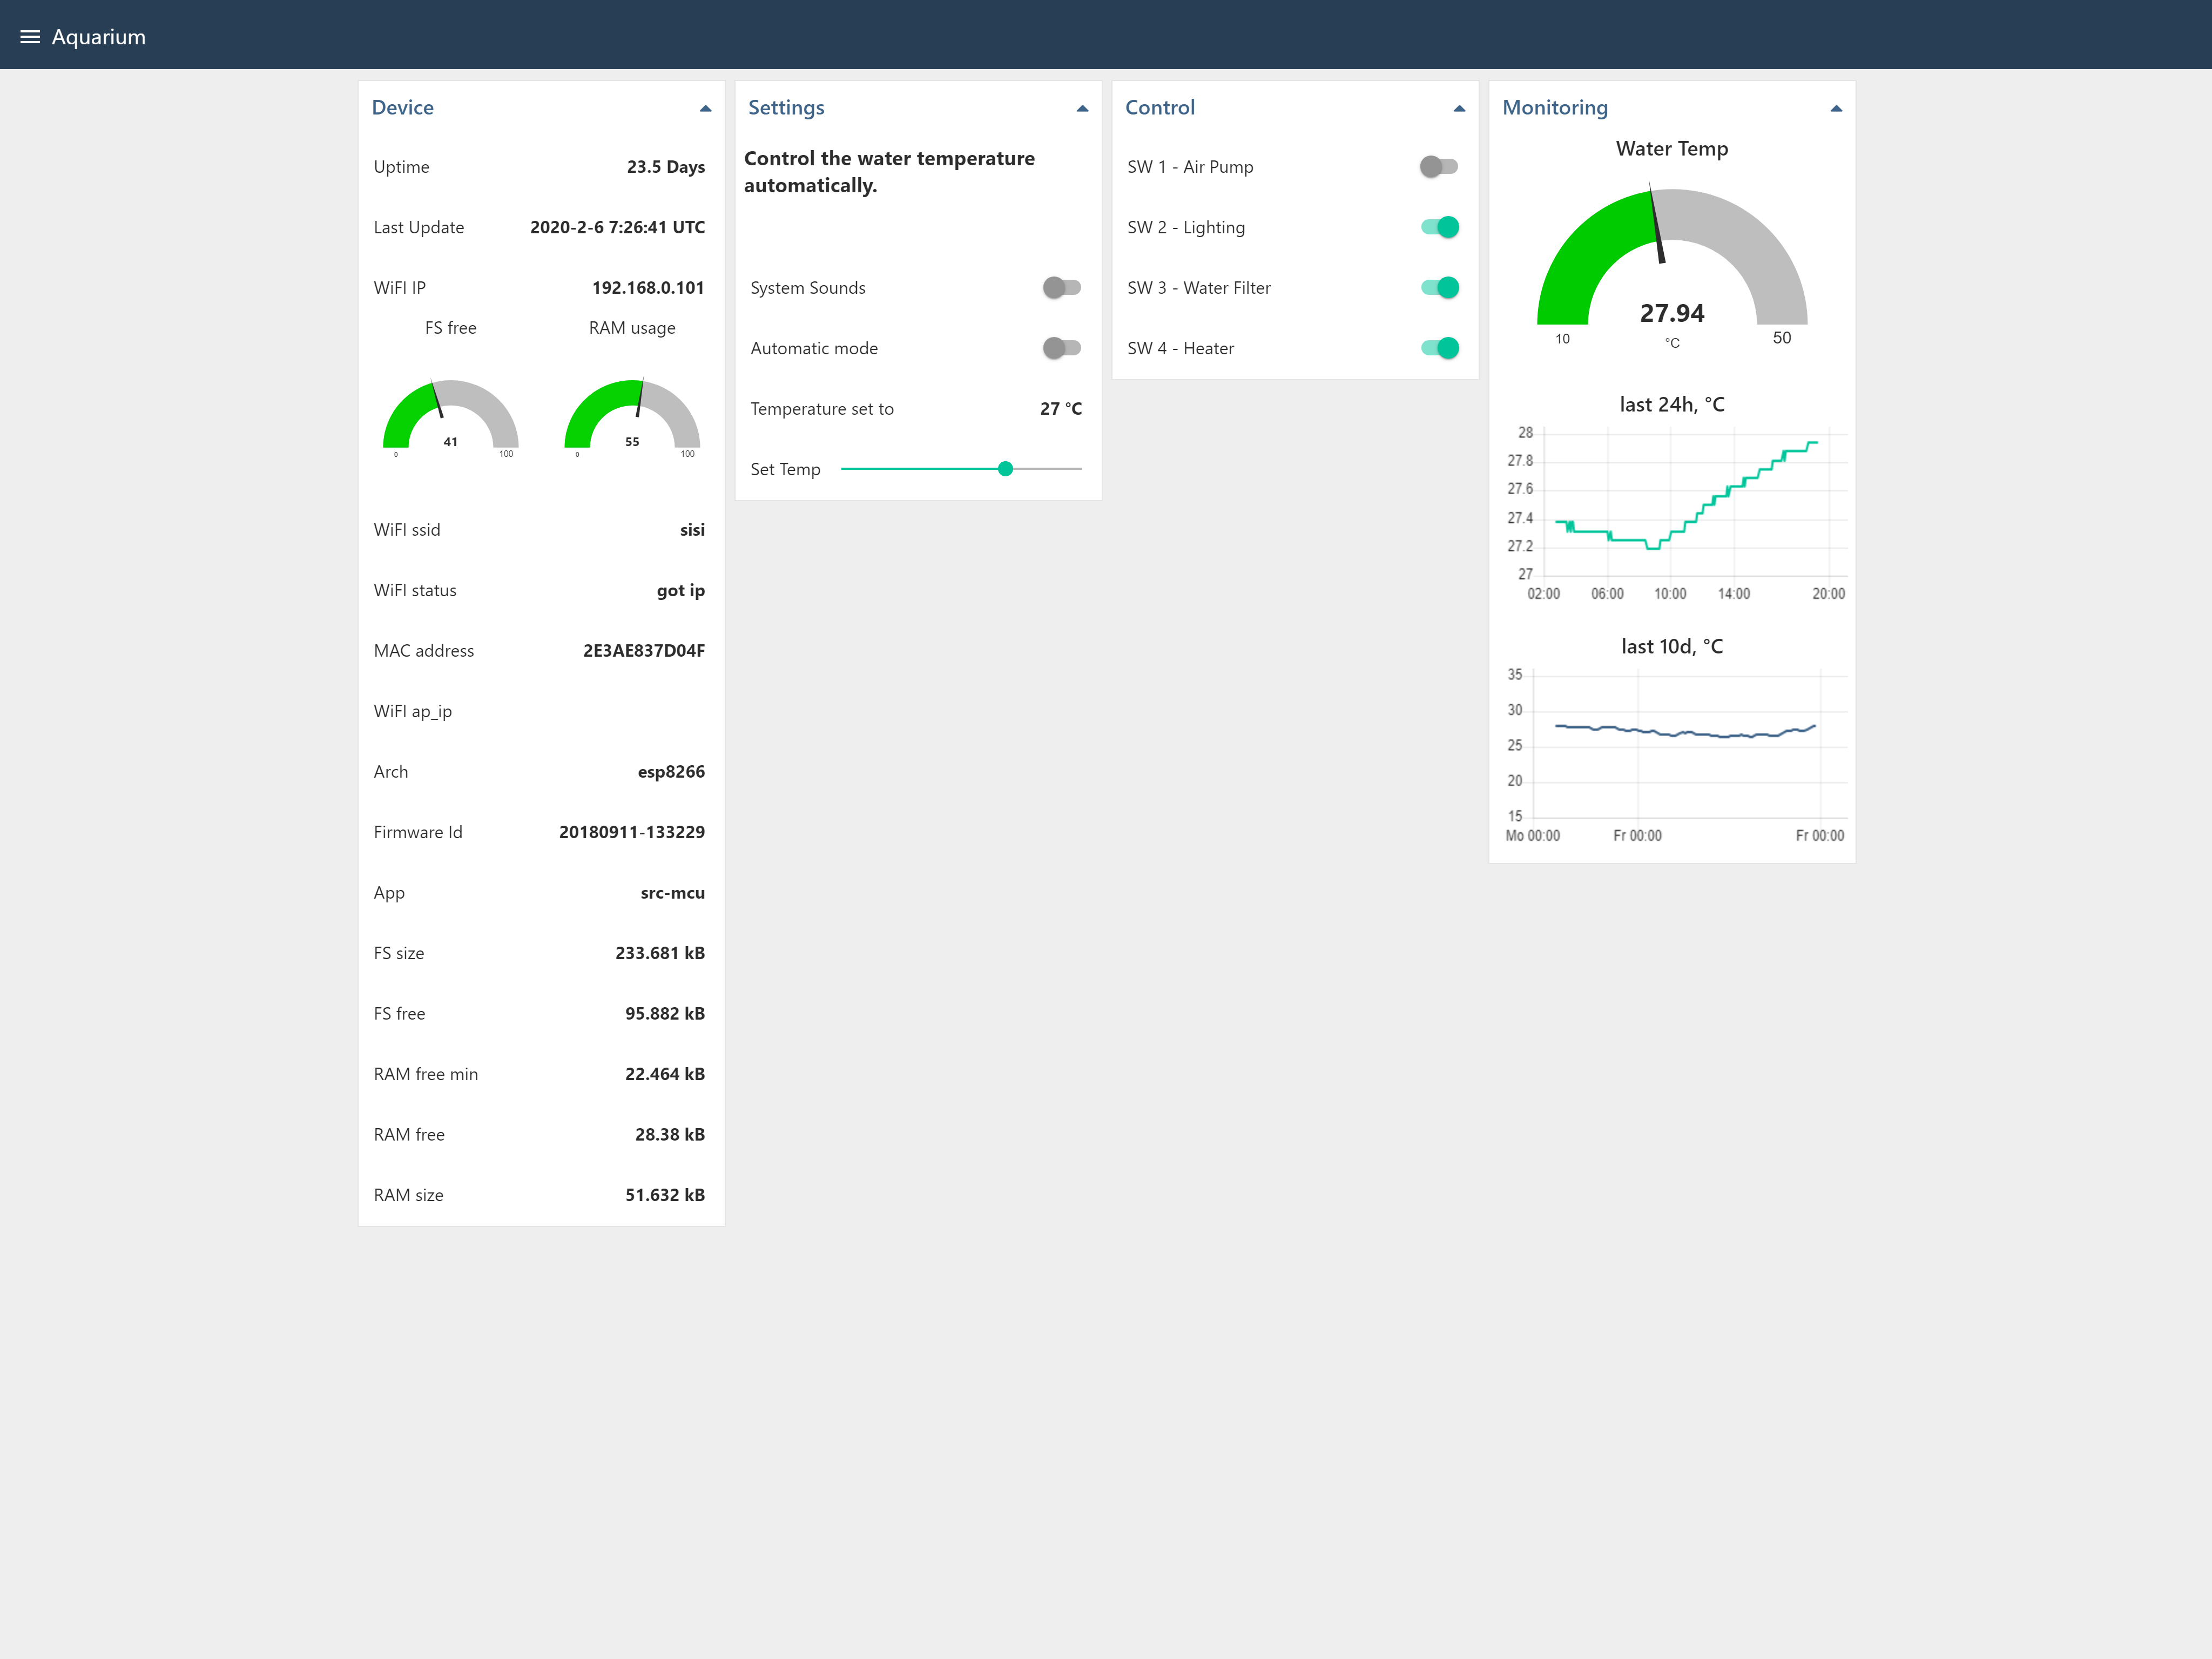 Aquarium
Device
Uptime 23.5 Days
Last Update 2020-2-6 7:26:41 UTC
WiFI IP 192.168.0.101
FS free RAM usage
41 55
0 100 0 100
WiFI ssid sisi
WiFI status got ip
MAC address 2E3AE837D04F
WiFI ap_ip
Arch esp8266
Firmware Id 20180911-133229
App src-mcu
FS size 233.681 kB
FS free 95.882 kB
RAM free min 22.464 kB
RAM free 28.38 kB
RAM size 51.632 kB
Settings
Control the water temperature
automatically.
System Sounds
Automatic mode
Temperature set to 27 °C
Set Temp
Control
SW 1 - Air Pump
SW 2 - Lighting
SW 3 - Water Filter
SW 4 - Heater
Monitoring
Water Temp
27.94
10 °C 50
last 24h, °C
28
27.8
27.6
27.4
27.2
27
02:00 06:00 10:00 14:00 20:00
last 10d, °C
35
30
25
20
15
Mo 00:00 Fr 00:00 Fr 00:00